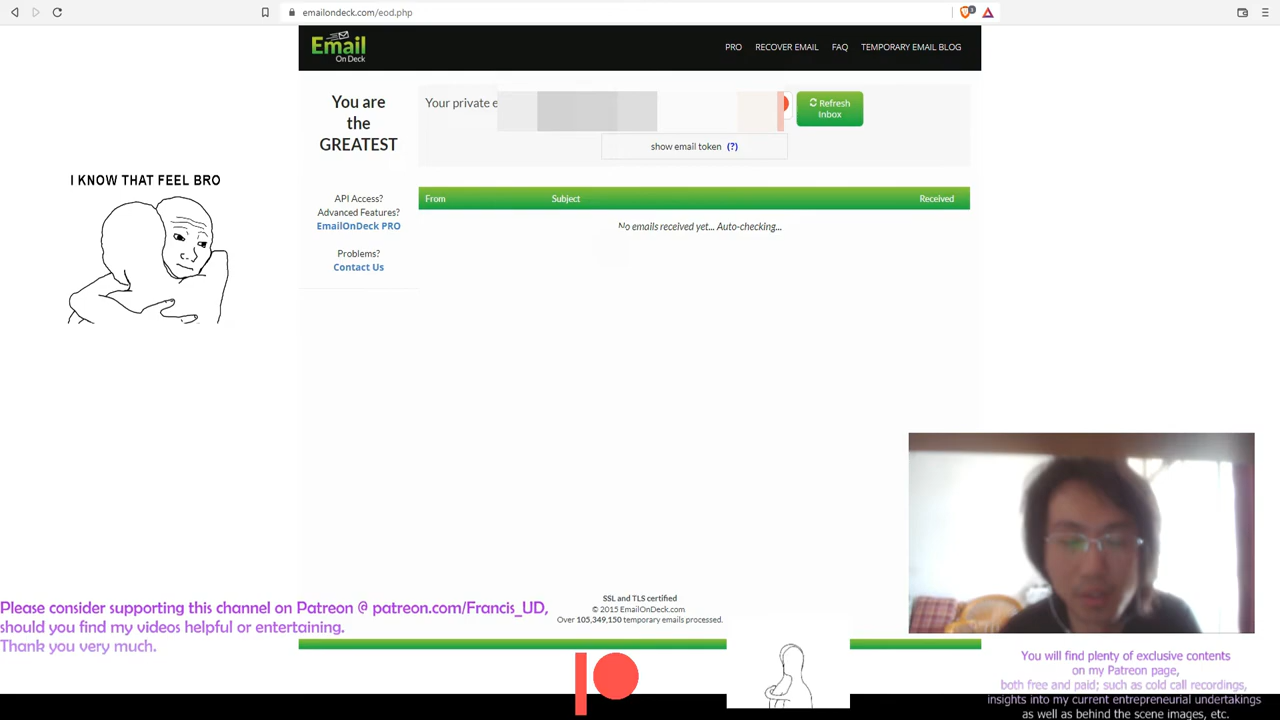 emailondeck.com/eod.php
Email
On Deck
PRO
RECOVER EMAIL
FAQ
TEMPORARY EMAIL BLOG
You are
the
GREATEST
Your private e
Refresh
Inbox
show email token (?)
I KNOW THAT FEEL BRO
API Access?
Advanced Features?
EmailOnDeck PRO
Problems?
Contact Us
From
Subject
Received
No emails received yet... Auto-checking...
SSL and TLS certified
© 2015 EmailOnDeck.com
Over 105,349,150 temporary emails processed.
Please consider supporting this channel on Patreon @ patreon.com/Francis_UD,
should you find my videos helpful or entertaining.
Thank you very much.
You will find plenty of exclusive contents
on my Patreon page,
both free and paid; such as cold call recordings,
insights into my current entrepreneurial undertakings
as well as behind the scene images, etc.